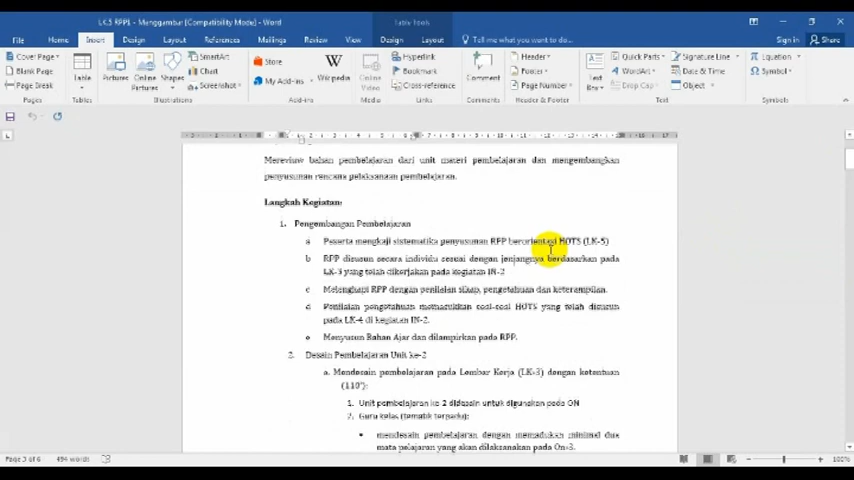 LK.5 RPP1 - Menggambar [Compatibility Mode] - Word
Table Tools
File Home Insert Design Layout References Mailings Review View Design Layout Tell me what you want to do... Sign in Share
Cover Page
Blank Page
Page Break
Pages
Table
Tables
Pictures
Online Pictures
Shapes
SmartArt
Chart
Screenshot
Illustrations
Store
My Add-ins
Wikipedia
Add-ins
Online Video
Media
Hyperlink
Bookmark
Cross-reference
Links
Comment
Comments
Header
Footer
Page Number
Header & Footer
Text Box
Quick Parts
WordArt
Drop Cap
Signature Line
Date & Time
Object
Text
Equation
Symbol
Symbols
Mereview bahan pembelajaran dari unit materi pembelajaran dan mengembangkan
penyusunan rencana pelaksanaan pembelajaran.
Langkah Kegiatan:
1. Pengembangan Pembelajaran
a Peserta mengkaji sistematika penyusunan RPP berorientasi HOTS (LK-5)
b RPP disusun secara individu sesuai dengan jenjangnya berdasarkan pada
LK-3 yang telah dikerjakan pada kegiatan IN-2
c Melengkapi RPP dengan penilaian sikap, pengetahuan dan keterampilan.
d Penilaian pengetahuan memasukkan soal-soal HOTS yang telah disusun
pada LK-4 di kegiatan IN-2.
e Menyusun Bahan Ajar dan dilampirkan pada RPP.
2. Desain Pembelajaran Unit ke-2
a. Mendesain pembelajaran pada Lembar Kerja (LK-3) dengan ketentuan
(110'):
1. Unit pembelajaran ke 2 didesain untuk digunakan pada ON
2. Guru kelas (tematik terpadu):
• mendesain pembelajaran dengan memadukan minimal dua
mata pelajaran yang akan dilaksanakan pada On-3.
Page 3 of 6 494 words 100%